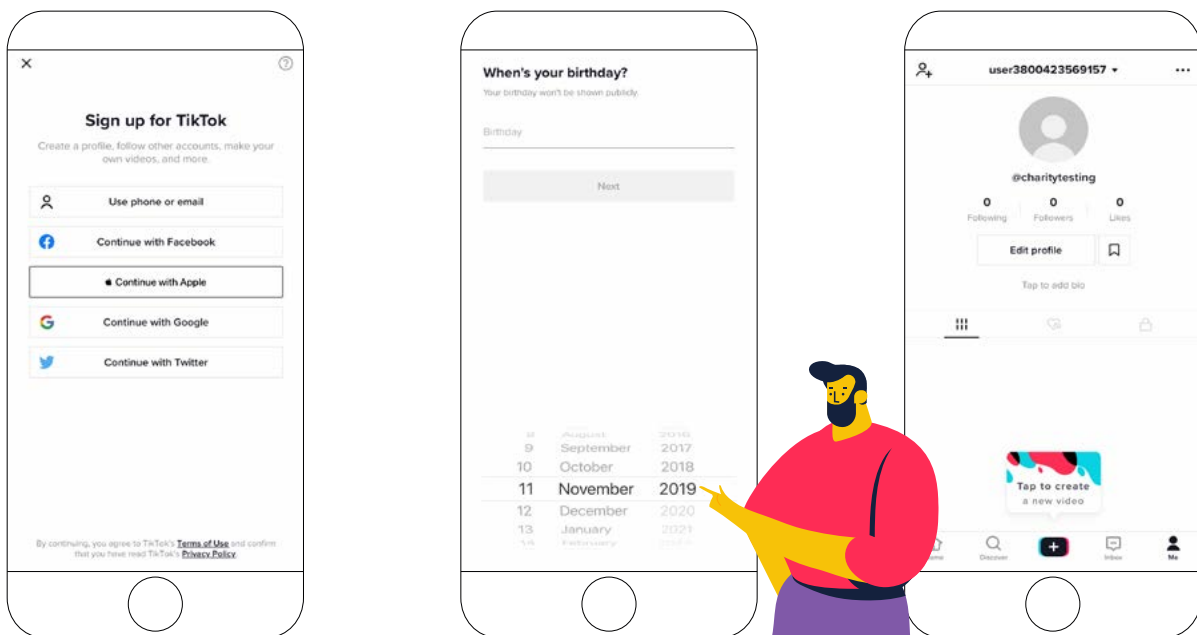 Sign up for TikTok
Create a profile, follow other accounts, make your
own videos, and more.
Use phone or email
Continue with Facebook
Continue with Apple
Continue with Google
Continue with Twitter
By continuing, you agree to TikTok's Terms of Use and confirm
that you have read TikTok's Privacy Policy
When's your birthday?
Your birthday won't be shown publicly.
Birthday
Next
8 August 2016
9 September 2017
10 October 2018
11 November 2019
12 December 2020
13 January 2021
14 February
user3800423569157
@charitytesting
0 0 0
Following Followers Likes
Edit profile
Tap to add bio
Tap to create
a new video
Discover Inbox Me